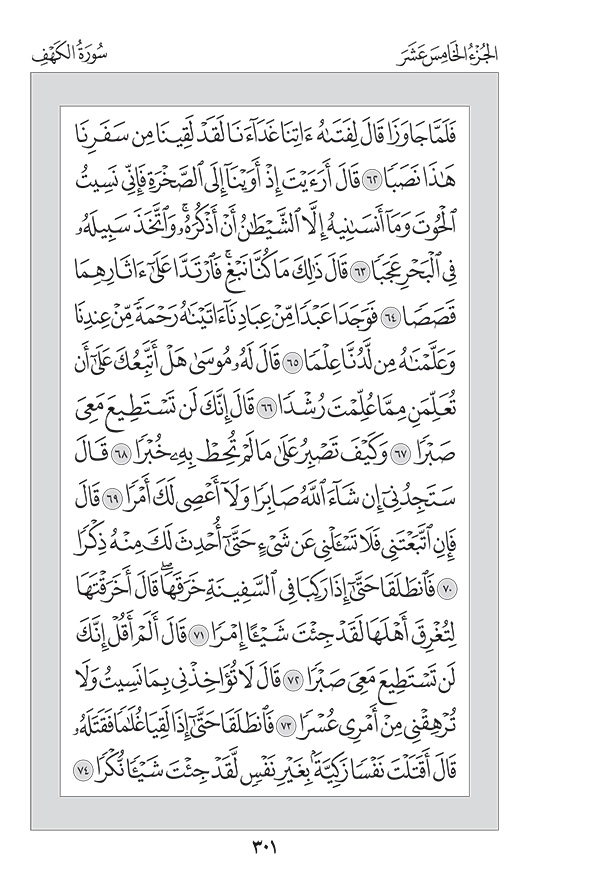 الجُزْءُ الخَامِسَ عَشَرَ
سُورَةُ الكَهْفِ
فَلَمَّا جَاوَزَا قَالَ لِفَتَىٰهُ ءَاتِنَا غَدَآءَنَا لَقَدۡ لَقِينَا مِن سَفَرِنَا
هَٰذَا نَصَبٗا ٦٢ قَالَ أَرَءَيۡتَ إِذۡ أَوَيۡنَآ إِلَى ٱلصَّخۡرَةِ فَإِنِّي نَسِيتُ
ٱلۡحُوتَ وَمَآ أَنسَىٰنِيهُ إِلَّا ٱلشَّيۡطَٰنُ أَنۡ أَذۡكُرَهُۥۚ وَٱتَّخَذَ سَبِيلَهُۥ
فِي ٱلۡبَحۡرِ عَجَبٗا ٦٣ قَالَ ذَٰلِكَ مَا كُنَّا نَبۡغِۚ فَٱرۡتَدَّا عَلَىٰٓ ءَاثَارِهِمَا
قَصَصٗا ٦٤ فَوَجَدَا عَبۡدٗا مِّنۡ عِبَادِنَآ ءَاتَيۡنَٰهُ رَحۡمَةٗ مِّنۡ عِندِنَا
وَعَلَّمۡنَٰهُ مِن لَّدُنَّا عِلۡمٗا ٦٥ قَالَ لَهُۥ مُوسَىٰ هَلۡ أَتَّبِعُكَ عَلَىٰٓ أَن
تُعَلِّمَنِ مِمَّا عُلِّمۡتَ رُشۡدٗا ٦٦ قَالَ إِنَّكَ لَن تَسۡتَطِيعَ مَعِيَ
صَبۡرٗا ٦٧ وَكَيۡفَ تَصۡبِرُ عَلَىٰ مَا لَمۡ تُحِطۡ بِهِۦ خُبۡرٗا ٦٨ قَالَ
سَتَجِدُنِيٓ إِن شَآءَ ٱللَّهُ صَابِرٗا وَلَآ أَعۡصِي لَكَ أَمۡرٗا ٦٩ قَالَ
فَإِنِ ٱتَّبَعۡتَنِي فَلَا تَسۡـَٔلۡنِي عَن شَيۡءٍ حَتَّىٰٓ أُحۡدِثَ لَكَ مِنۡهُ ذِكۡرٗا
٧٠ فَٱنطَلَقَا حَتَّىٰٓ إِذَا رَكِبَا فِي ٱلسَّفِينَةِ خَرَقَهَاۖ قَالَ أَخَرَقۡتَهَا
لِتُغۡرِقَ أَهۡلَهَا لَقَدۡ جِئۡتَ شَيۡـًٔا إِمۡرٗا ٧١ قَالَ أَلَمۡ أَقُلۡ إِنَّكَ
لَن تَسۡتَطِيعَ مَعِيَ صَبۡرٗا ٧٢ قَالَ لَا تُؤَاخِذۡنِي بِمَا نَسِيتُ وَلَا
تُرۡهِقۡنِي مِنۡ أَمۡرِي عُسۡرٗا ٧٣ فَٱنطَلَقَا حَتَّىٰٓ إِذَا لَقِيَا غُلَٰمٗا فَقَتَلَهُۥ
قَالَ أَقَتَلۡتَ نَفۡسٗا زَكِيَّةَۢ بِغَيۡرِ نَفۡسٖ لَّقَدۡ جِئۡتَ شَيۡـٔٗا نُّكۡرٗا ٧٤
٣٠١